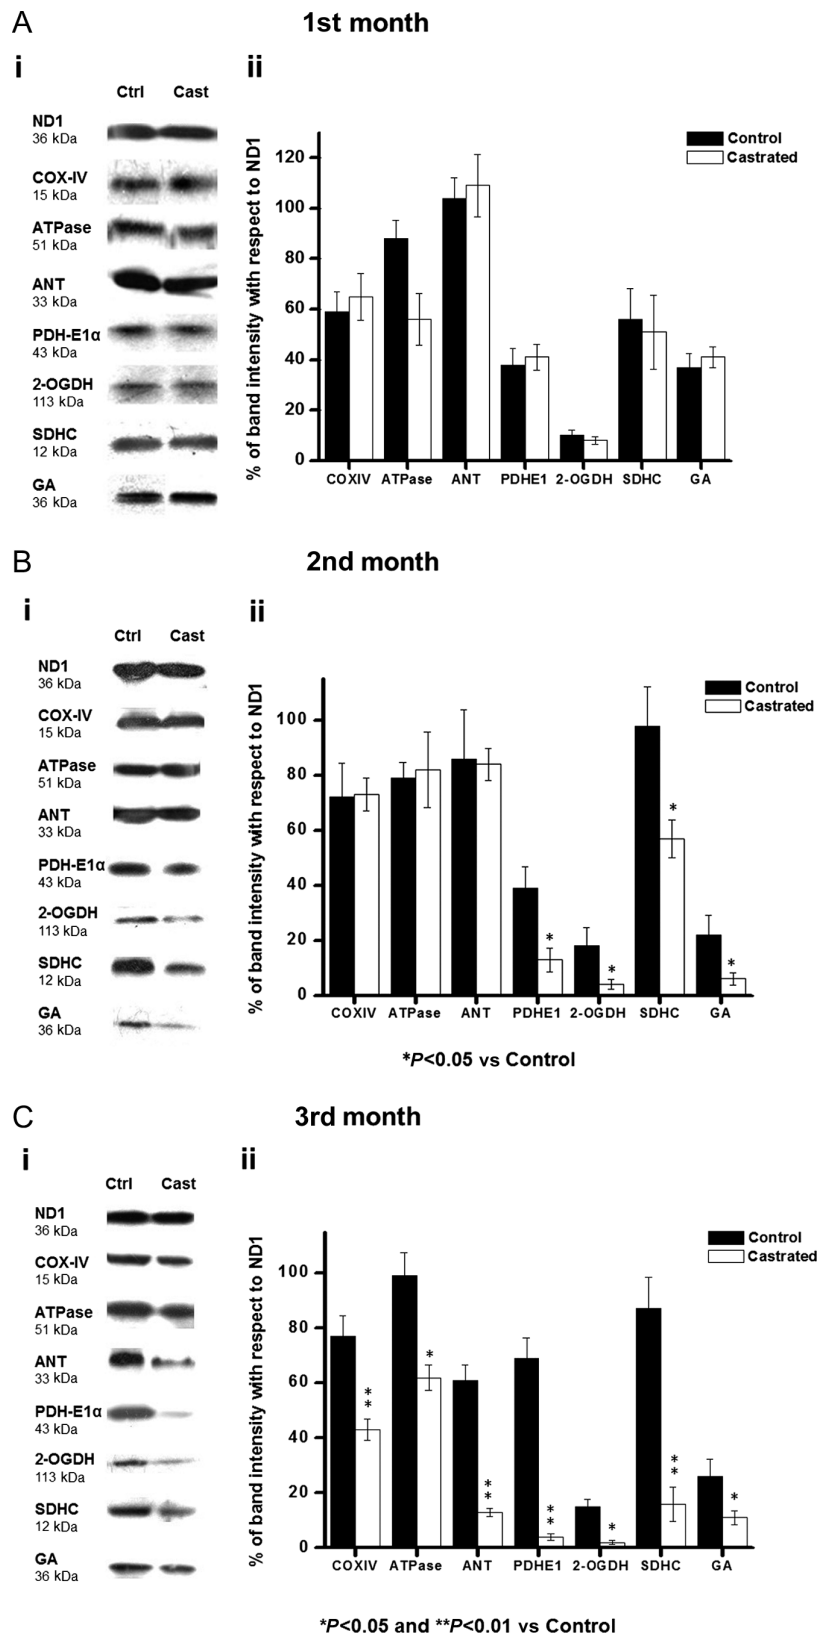 A
1st month
i
ii
Ctrl Cast
ND1
36 kDa
COX-IV
15 kDa
ATPase
51 kDa
ANT
33 kDa
PDH-E1α
43 kDa
2-OGDH
113 kDa
SDHC
12 kDa
GA
36 kDa
% of band intensity with respect to ND1
120
100
80
60
40
20
0
Control
Castrated
COXIV ATPase ANT PDHE1 2-OGDH SDHC GA
B
2nd month
i
ii
Ctrl Cast
ND1
36 kDa
COX-IV
15 kDa
ATPase
51 kDa
ANT
33 kDa
PDH-E1α
43 kDa
2-OGDH
113 kDa
SDHC
12 kDa
GA
36 kDa
% of band intensity with respect to ND1
100
80
60
40
20
0
Control
Castrated
* * * *
COXIV ATPase ANT PDHE1 2-OGDH SDHC GA
*P<0.05 vs Control
C
3rd month
i
ii
Ctrl Cast
ND1
36 kDa
COX-IV
15 kDa
ATPase
51 kDa
ANT
33 kDa
PDH-E1α
43 kDa
2-OGDH
113 kDa
SDHC
12 kDa
GA
36 kDa
% of band intensity with respect to ND1
100
80
60
40
20
0
Control
Castrated
** * ** ** * ** *
COXIV ATPase ANT PDHE1 2-OGDH SDHC GA
*P<0.05 and **P<0.01 vs Control